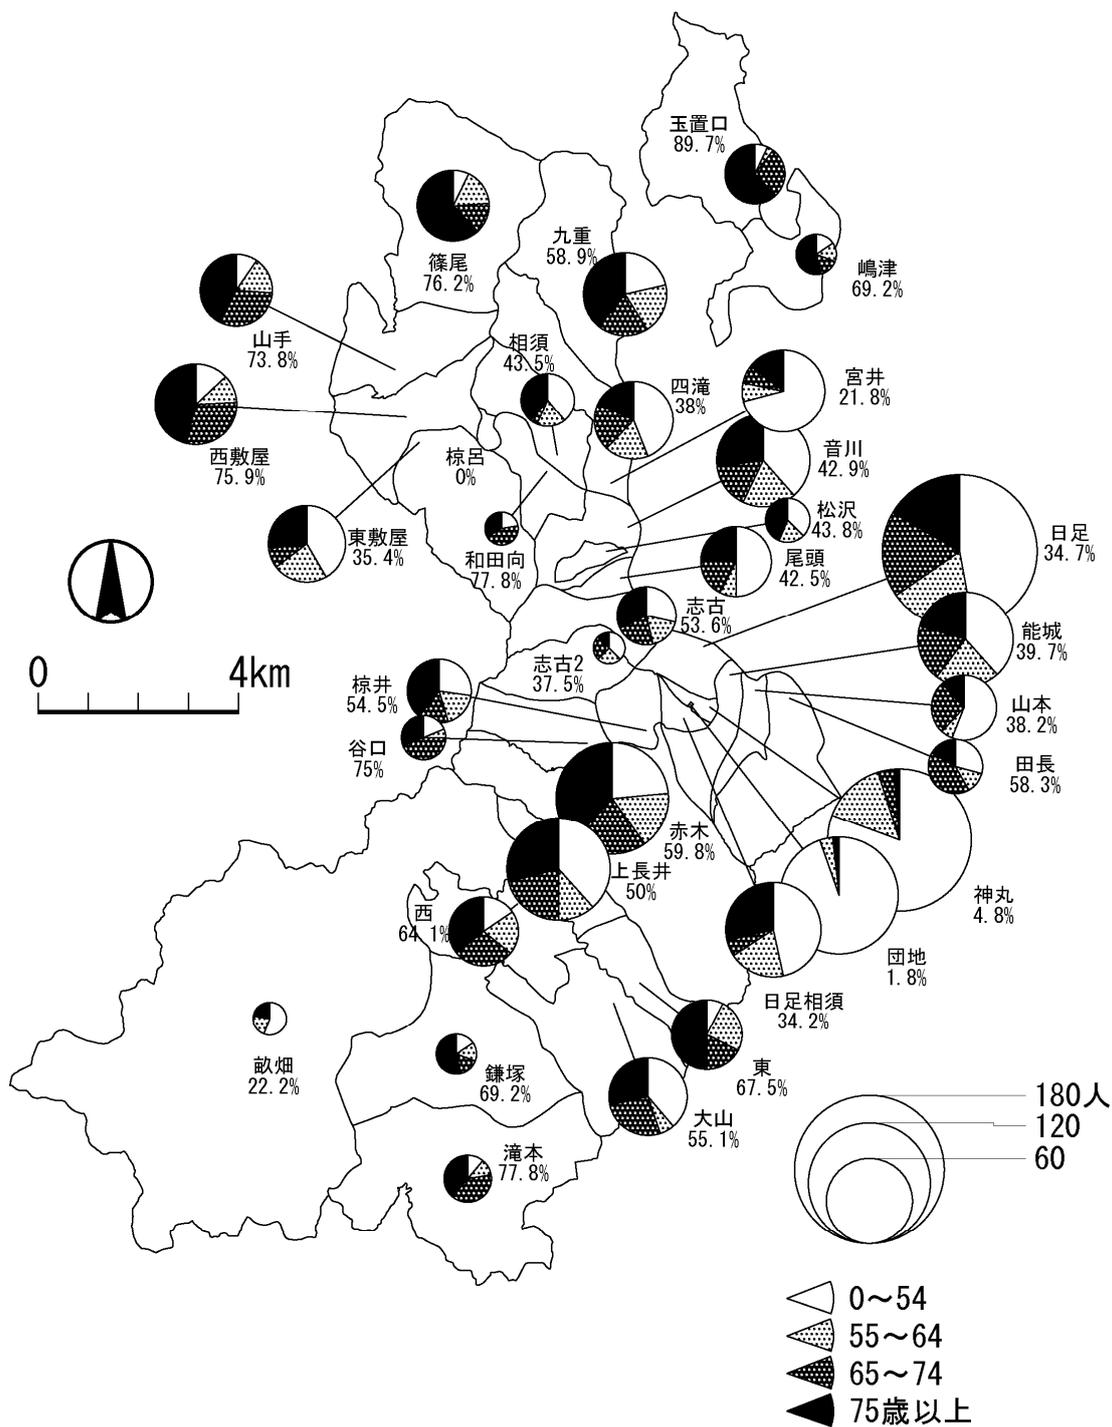 玉置口
89.7%
嶋津
69.2%
篠尾
76.2%
九重
58.9%
山手
73.8%
相須
43.5%
四滝
38%
宮井
21.8%
西敷屋
75.9%
椋呂
0%
音川
42.9%
松沢
43.8%
東敷屋
35.4%
和田向
77.8%
尾頭
42.5%
日足
34.7%
志古
53.6%
能城
39.7%
志古2
37.5%
椋井
54.5%
山本
38.2%
谷口
75%
田長
58.3%
赤木
59.8%
上長井
50%
神丸
4.8%
西
64.1%
団地
1.8%
日足相須
34.2%
畝畑
22.2%
鎌塚
69.2%
東
67.5%
大山
55.1%
滝本
77.8%
0 4km
180人
120
60
0～54
55～64
65～74
75歳以上